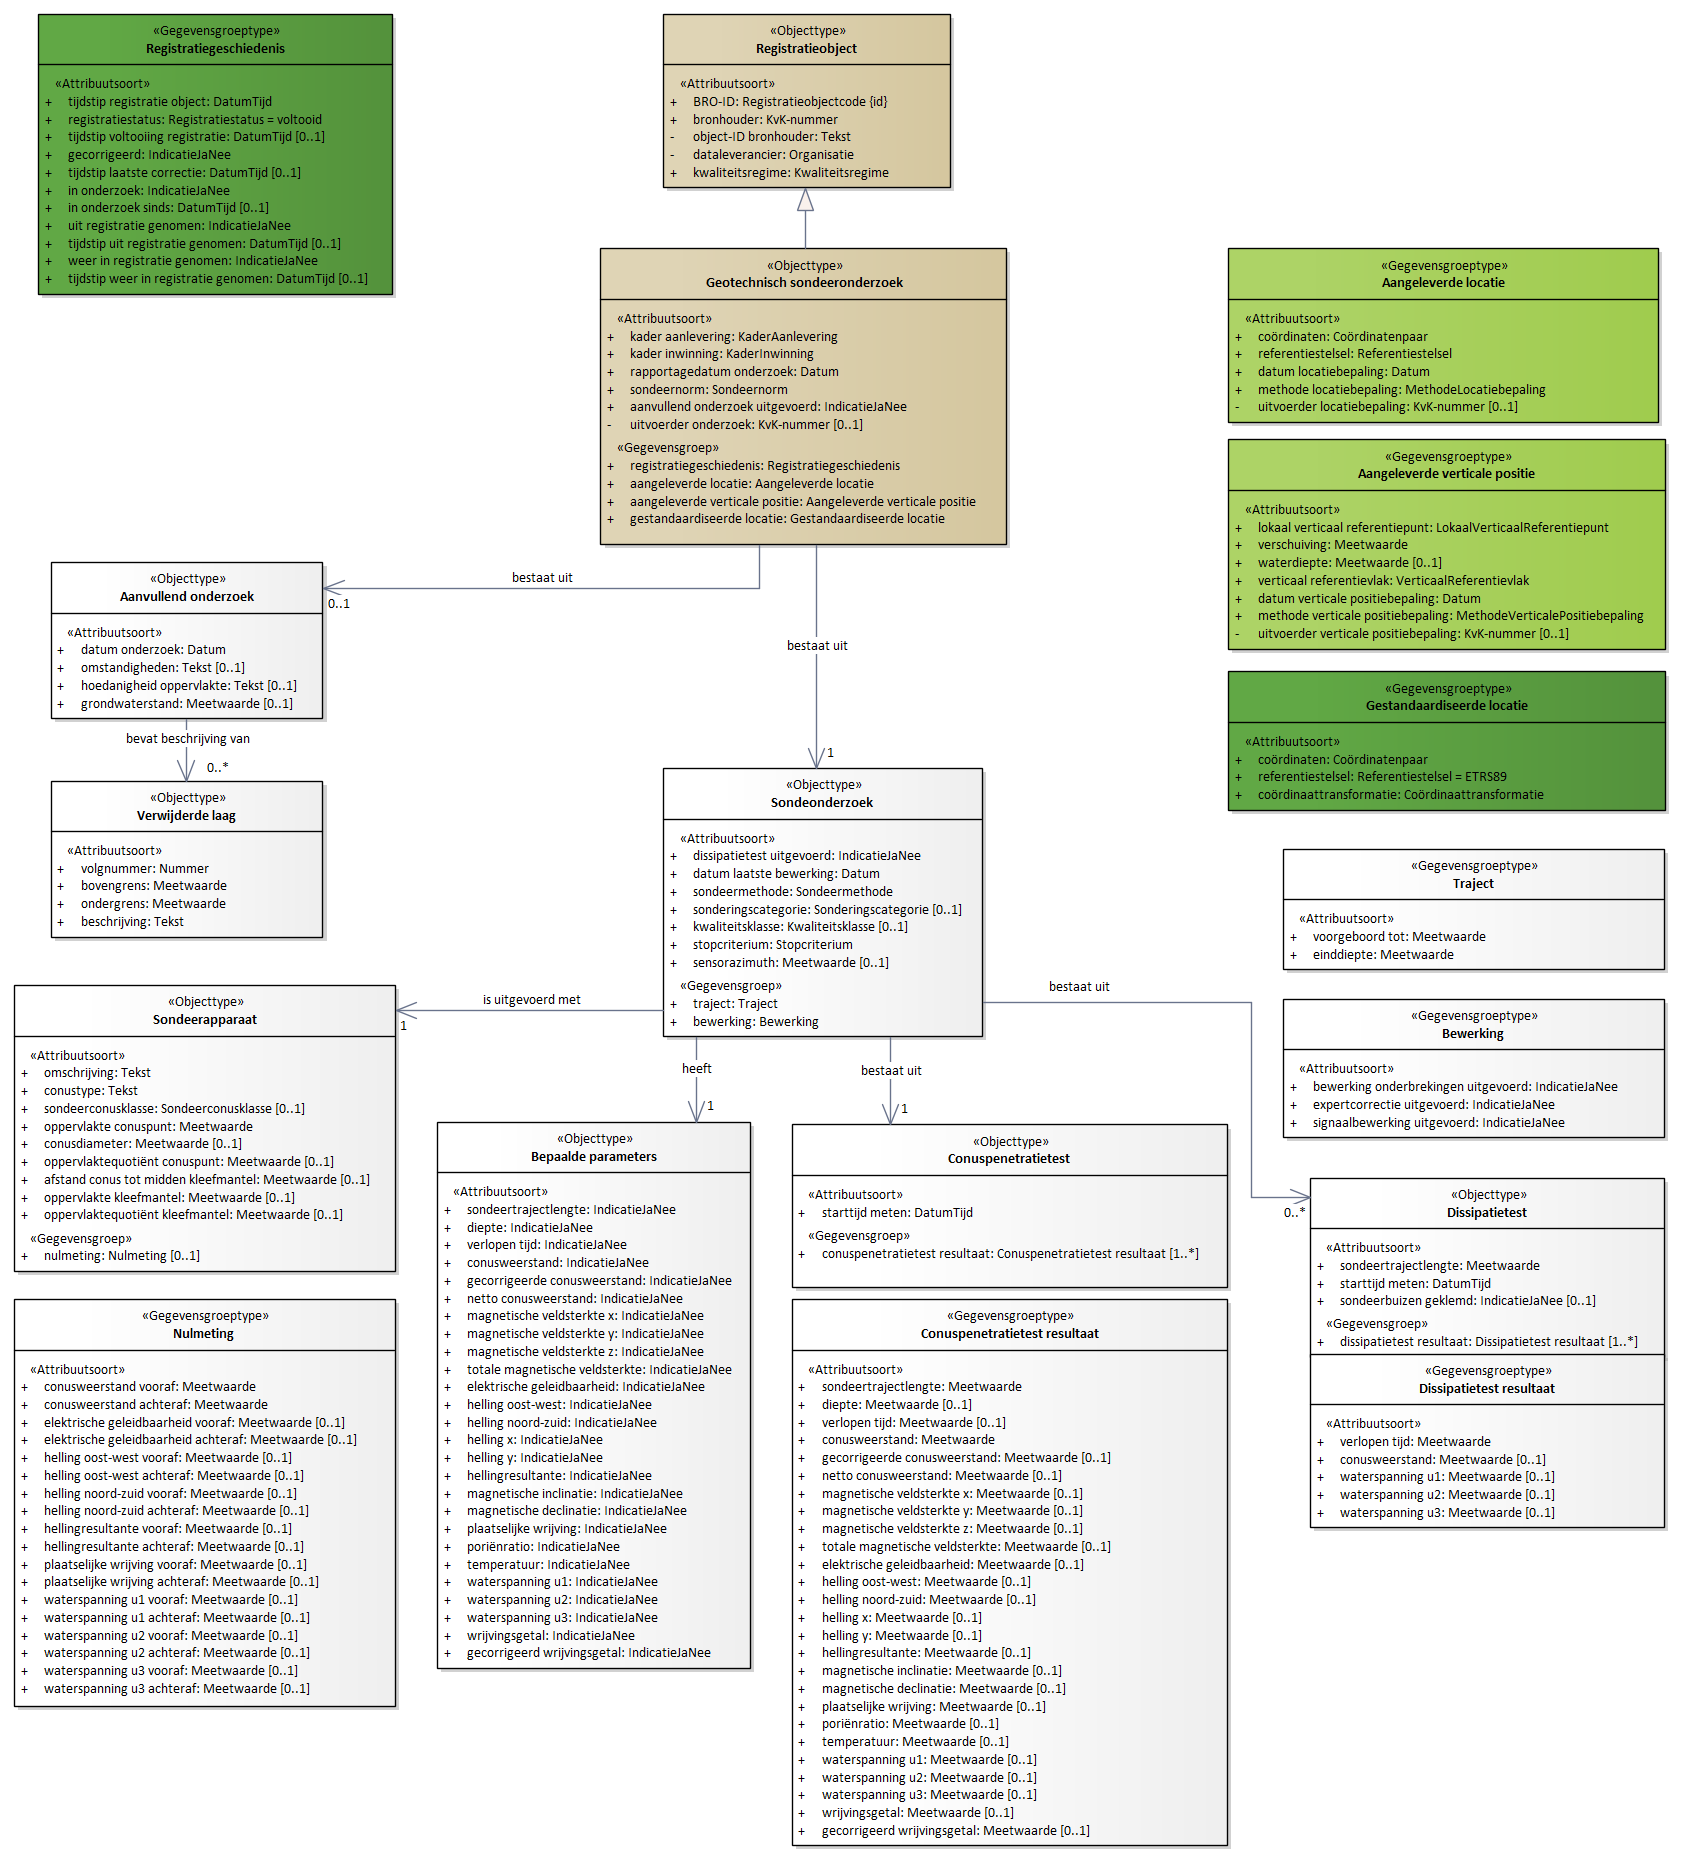 «Gegevensgroeptype»
Registratiegeschiedenis
«Attribuutsoort»
+ tijdstip registratie object: DatumTijd
+ registratiestatus: Registratiestatus = voltooid
+ tijdstip voltooiing registratie: DatumTijd [0..1]
+ gecorrigeerd: IndicatieJaNee
+ tijdstip laatste correctie: DatumTijd [0..1]
+ in onderzoek: IndicatieJaNee
+ in onderzoek sinds: DatumTijd [0..1]
+ uit registratie genomen: IndicatieJaNee
+ tijdstip uit registratie genomen: DatumTijd [0..1]
+ weer in registratie genomen: IndicatieJaNee
+ tijdstip weer in registratie genomen: DatumTijd [0..1]
«Objecttype»
Registratieobject
«Attribuutsoort»
+ BRO-ID: Registratieobjectcode {id}
+ bronhouder: KvK-nummer
- object-ID bronhouder: Tekst
- dataleverancier: Organisatie
+ kwaliteitsregime: Kwaliteitsregime
«Objecttype»
Geotechnisch sondeeronderzoek
«Attribuutsoort»
+ kader aanlevering: KaderAanlevering
+ kader inwinning: KaderInwinning
+ rapportagedatum onderzoek: Datum
+ sondeernorm: Sondeernorm
+ aanvullend onderzoek uitgevoerd: IndicatieJaNee
- uitvoerder onderzoek: KvK-nummer [0..1]
«Gegevensgroep»
+ registratiegeschiedenis: Registratiegeschiedenis
+ aangeleverde locatie: Aangeleverde locatie
+ aangeleverde verticale positie: Aangeleverde verticale positie
+ gestandaardiseerde locatie: Gestandaardiseerde locatie
«Gegevensgroeptype»
Aangeleverde locatie
«Attribuutsoort»
+ coördinaten: Coördinatenpaar
+ referentiestelsel: Referentiestelsel
+ datum locatiebepaling: Datum
+ methode locatiebepaling: MethodeLocatiebepaling
- uitvoerder locatiebepaling: KvK-nummer [0..1]
«Gegevensgroeptype»
Aangeleverde verticale positie
«Attribuutsoort»
+ lokaal verticaal referentiepunt: LokaalVerticaalReferentiepunt
+ verschuiving: Meetwaarde
+ waterdiepte: Meetwaarde [0..1]
+ verticaal referentievlak: VerticaalReferentievlak
+ datum verticale positiebepaling: Datum
+ methode verticale positiebepaling: MethodeVerticalePositiebepaling
- uitvoerder verticale positiebepaling: KvK-nummer [0..1]
«Gegevensgroeptype»
Gestandaardiseerde locatie
«Attribuutsoort»
+ coördinaten: Coördinatenpaar
+ referentiestelsel: Referentiestelsel = ETRS89
+ coördinaattransformatie: Coördinaattransformatie
bestaat uit
0..1
bestaat uit
1
«Objecttype»
Aanvullend onderzoek
«Attribuutsoort»
+ datum onderzoek: Datum
+ omstandigheden: Tekst [0..1]
+ hoedanigheid oppervlakte: Tekst [0..1]
+ grondwaterstand: Meetwaarde [0..1]
bevat beschrijving van
0..*
«Objecttype»
Verwijderde laag
«Attribuutsoort»
+ volgnummer: Nummer
+ bovengrens: Meetwaarde
+ ondergrens: Meetwaarde
+ beschrijving: Tekst
«Objecttype»
Sondeonderzoek
«Attribuutsoort»
+ dissipatietest uitgevoerd: IndicatieJaNee
+ datum laatste bewerking: Datum
+ sondeermethode: Sondeermethode
+ sonderingscategorie: Sonderingscategorie [0..1]
+ kwaliteitsklasse: Kwaliteitsklasse [0..1]
+ stopcriterium: Stopcriterium
+ sensorazimuth: Meetwaarde [0..1]
«Gegevensgroep»
+ traject: Traject
+ bewerking: Bewerking
«Gegevensgroeptype»
Traject
«Attribuutsoort»
+ voorgeboord tot: Meetwaarde
+ einddiepte: Meetwaarde
«Gegevensgroeptype»
Bewerking
«Attribuutsoort»
+ bewerking onderbrekingen uitgevoerd: IndicatieJaNee
+ expertcorrectie uitgevoerd: IndicatieJaNee
+ signaalbewerking uitgevoerd: IndicatieJaNee
is uitgevoerd met
1
heeft
1
bestaat uit
1
bestaat uit
0..*
«Objecttype»
Sondeerapparaat
«Attribuutsoort»
+ omschrijving: Tekst
+ conustype: Tekst
+ sondeerconusklasse: Sondeerconusklasse [0..1]
+ oppervlakte conuspunt: Meetwaarde
+ conusdiameter: Meetwaarde [0..1]
+ oppervlaktequotiënt conuspunt: Meetwaarde [0..1]
+ afstand conus tot midden kleefmantel: Meetwaarde [0..1]
+ oppervlakte kleefmantel: Meetwaarde [0..1]
+ oppervlaktequotiënt kleefmantel: Meetwaarde [0..1]
«Gegevensgroep»
+ nulmeting: Nulmeting [0..1]
«Gegevensgroeptype»
Nulmeting
«Attribuutsoort»
+ conusweerstand vooraf: Meetwaarde
+ conusweerstand achteraf: Meetwaarde
+ elektrische geleidbaarheid vooraf: Meetwaarde [0..1]
+ elektrische geleidbaarheid achteraf: Meetwaarde [0..1]
+ helling oost-west vooraf: Meetwaarde [0..1]
+ helling oost-west achteraf: Meetwaarde [0..1]
+ helling noord-zuid vooraf: Meetwaarde [0..1]
+ helling noord-zuid achteraf: Meetwaarde [0..1]
+ hellingresultante vooraf: Meetwaarde [0..1]
+ hellingresultante achteraf: Meetwaarde [0..1]
+ plaatselijke wrijving vooraf: Meetwaarde [0..1]
+ plaatselijke wrijving achteraf: Meetwaarde [0..1]
+ waterspanning u1 vooraf: Meetwaarde [0..1]
+ waterspanning u1 achteraf: Meetwaarde [0..1]
+ waterspanning u2 vooraf: Meetwaarde [0..1]
+ waterspanning u2 achteraf: Meetwaarde [0..1]
+ waterspanning u3 vooraf: Meetwaarde [0..1]
+ waterspanning u3 achteraf: Meetwaarde [0..1]
«Objecttype»
Bepaalde parameters
«Attribuutsoort»
+ sondeertrajectlengte: IndicatieJaNee
+ diepte: IndicatieJaNee
+ verlopen tijd: IndicatieJaNee
+ conusweerstand: IndicatieJaNee
+ gecorrigeerde conusweerstand: IndicatieJaNee
+ netto conusweerstand: IndicatieJaNee
+ magnetische veldsterkte x: IndicatieJaNee
+ magnetische veldsterkte y: IndicatieJaNee
+ magnetische veldsterkte z: IndicatieJaNee
+ totale magnetische veldsterkte: IndicatieJaNee
+ elektrische geleidbaarheid: IndicatieJaNee
+ helling oost-west: IndicatieJaNee
+ helling noord-zuid: IndicatieJaNee
+ helling x: IndicatieJaNee
+ helling y: IndicatieJaNee
+ hellingresultante: IndicatieJaNee
+ magnetische inclinatie: IndicatieJaNee
+ magnetische declinatie: IndicatieJaNee
+ plaatselijke wrijving: IndicatieJaNee
+ poriënratio: IndicatieJaNee
+ temperatuur: IndicatieJaNee
+ waterspanning u1: IndicatieJaNee
+ waterspanning u2: IndicatieJaNee
+ waterspanning u3: IndicatieJaNee
+ wrijvingsgetal: IndicatieJaNee
+ gecorrigeerd wrijvingsgetal: IndicatieJaNee
«Objecttype»
Conuspenetratietest
«Attribuutsoort»
+ starttijd meten: DatumTijd
«Gegevensgroep»
+ conuspenetratietest resultaat: Conuspenetratietest resultaat [1..*]
«Gegevensgroeptype»
Conuspenetratietest resultaat
«Attribuutsoort»
+ sondeertrajectlengte: Meetwaarde
+ diepte: Meetwaarde [0..1]
+ verlopen tijd: Meetwaarde [0..1]
+ conusweerstand: Meetwaarde
+ gecorrigeerde conusweerstand: Meetwaarde [0..1]
+ netto conusweerstand: Meetwaarde [0..1]
+ magnetische veldsterkte x: Meetwaarde [0..1]
+ magnetische veldsterkte y: Meetwaarde [0..1]
+ magnetische veldsterkte z: Meetwaarde [0..1]
+ totale magnetische veldsterkte: Meetwaarde [0..1]
+ elektrische geleidbaarheid: Meetwaarde [0..1]
+ helling oost-west: Meetwaarde [0..1]
+ helling noord-zuid: Meetwaarde [0..1]
+ helling x: Meetwaarde [0..1]
+ helling y: Meetwaarde [0..1]
+ hellingresultante: Meetwaarde [0..1]
+ magnetische inclinatie: Meetwaarde [0..1]
+ magnetische declinatie: Meetwaarde [0..1]
+ plaatselijke wrijving: Meetwaarde [0..1]
+ poriënratio: Meetwaarde [0..1]
+ temperatuur: Meetwaarde [0..1]
+ waterspanning u1: Meetwaarde [0..1]
+ waterspanning u2: Meetwaarde [0..1]
+ waterspanning u3: Meetwaarde [0..1]
+ wrijvingsgetal: Meetwaarde [0..1]
+ gecorrigeerd wrijvingsgetal: Meetwaarde [0..1]
«Objecttype»
Dissipatietest
«Attribuutsoort»
+ sondeertrajectlengte: Meetwaarde
+ starttijd meten: DatumTijd
+ sondeerbuizen geklemd: IndicatieJaNee [0..1]
«Gegevensgroep»
+ dissipatietest resultaat: Dissipatietest resultaat [1..*]
«Gegevensgroeptype»
Dissipatietest resultaat
«Attribuutsoort»
+ verlopen tijd: Meetwaarde
+ conusweerstand: Meetwaarde [0..1]
+ waterspanning u1: Meetwaarde [0..1]
+ waterspanning u2: Meetwaarde [0..1]
+ waterspanning u3: Meetwaarde [0..1]